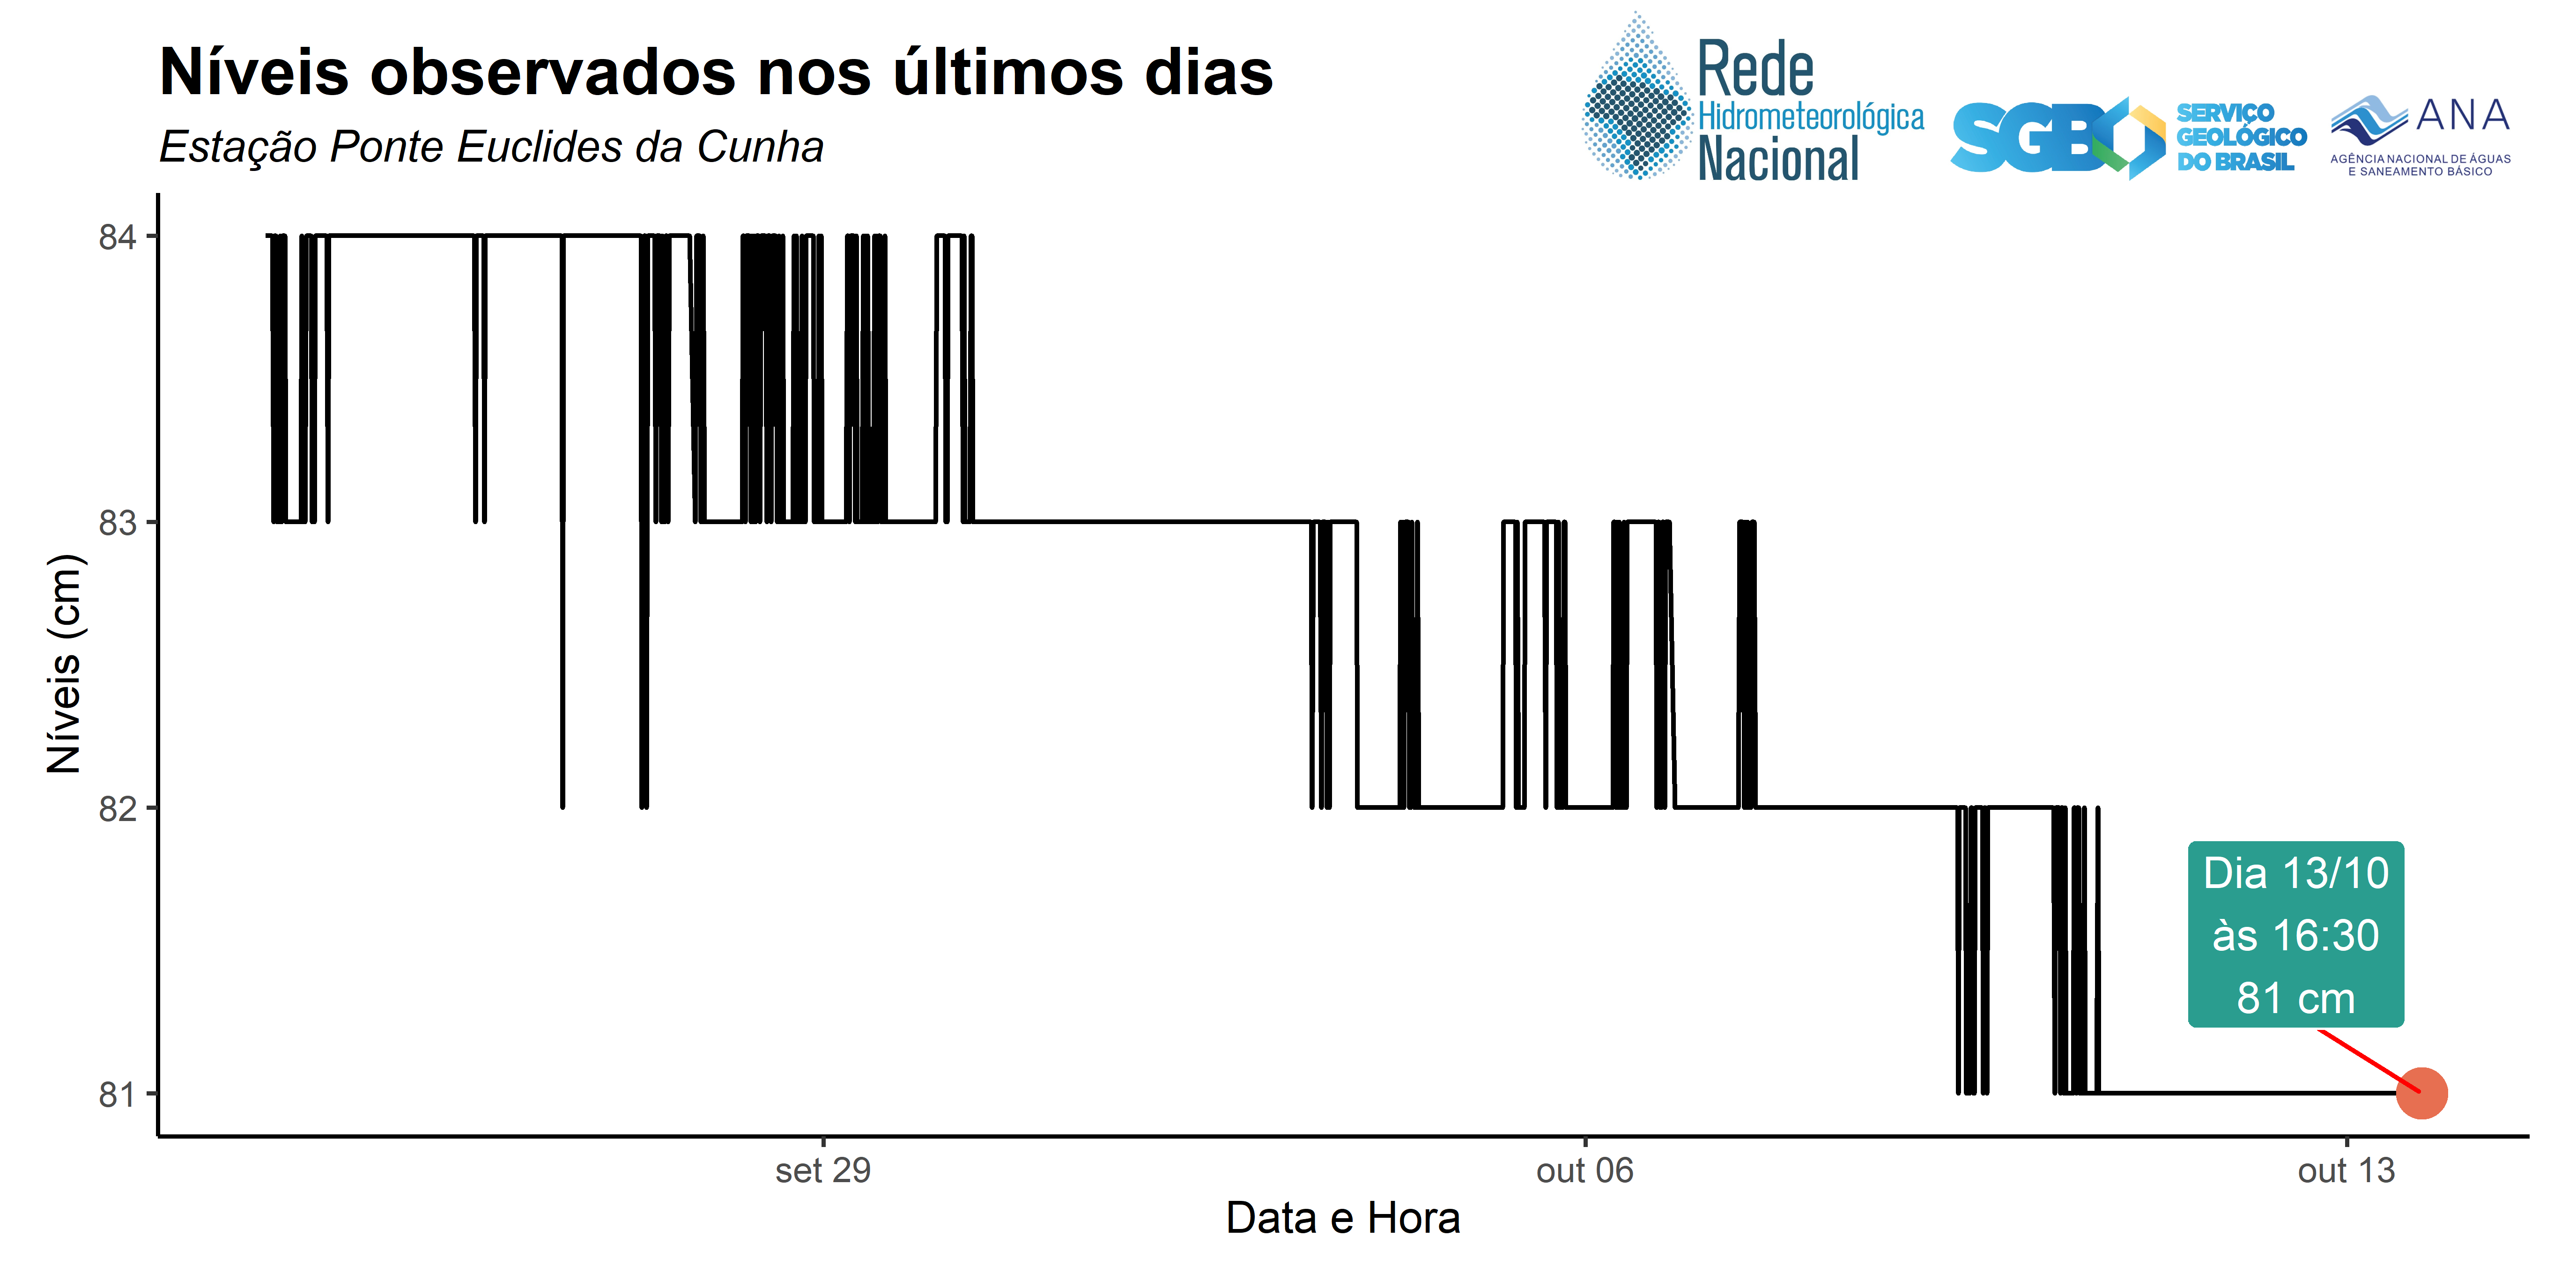 Níveis observados nos últimos dias
Estação Ponte Euclides da Cunha
Rede
Hidrometeorológica
Nacional
SGB
SERVIÇO
GEOLÓGICO
DO BRASIL
ANA
AGÊNCIA NACIONAL DE ÁGUAS
E SANEAMENTO BÁSICO
Níveis (cm)
84
83
82
81
Dia 13/10
às 16:30
81 cm
set 29
out 06
out 13
Data e Hora